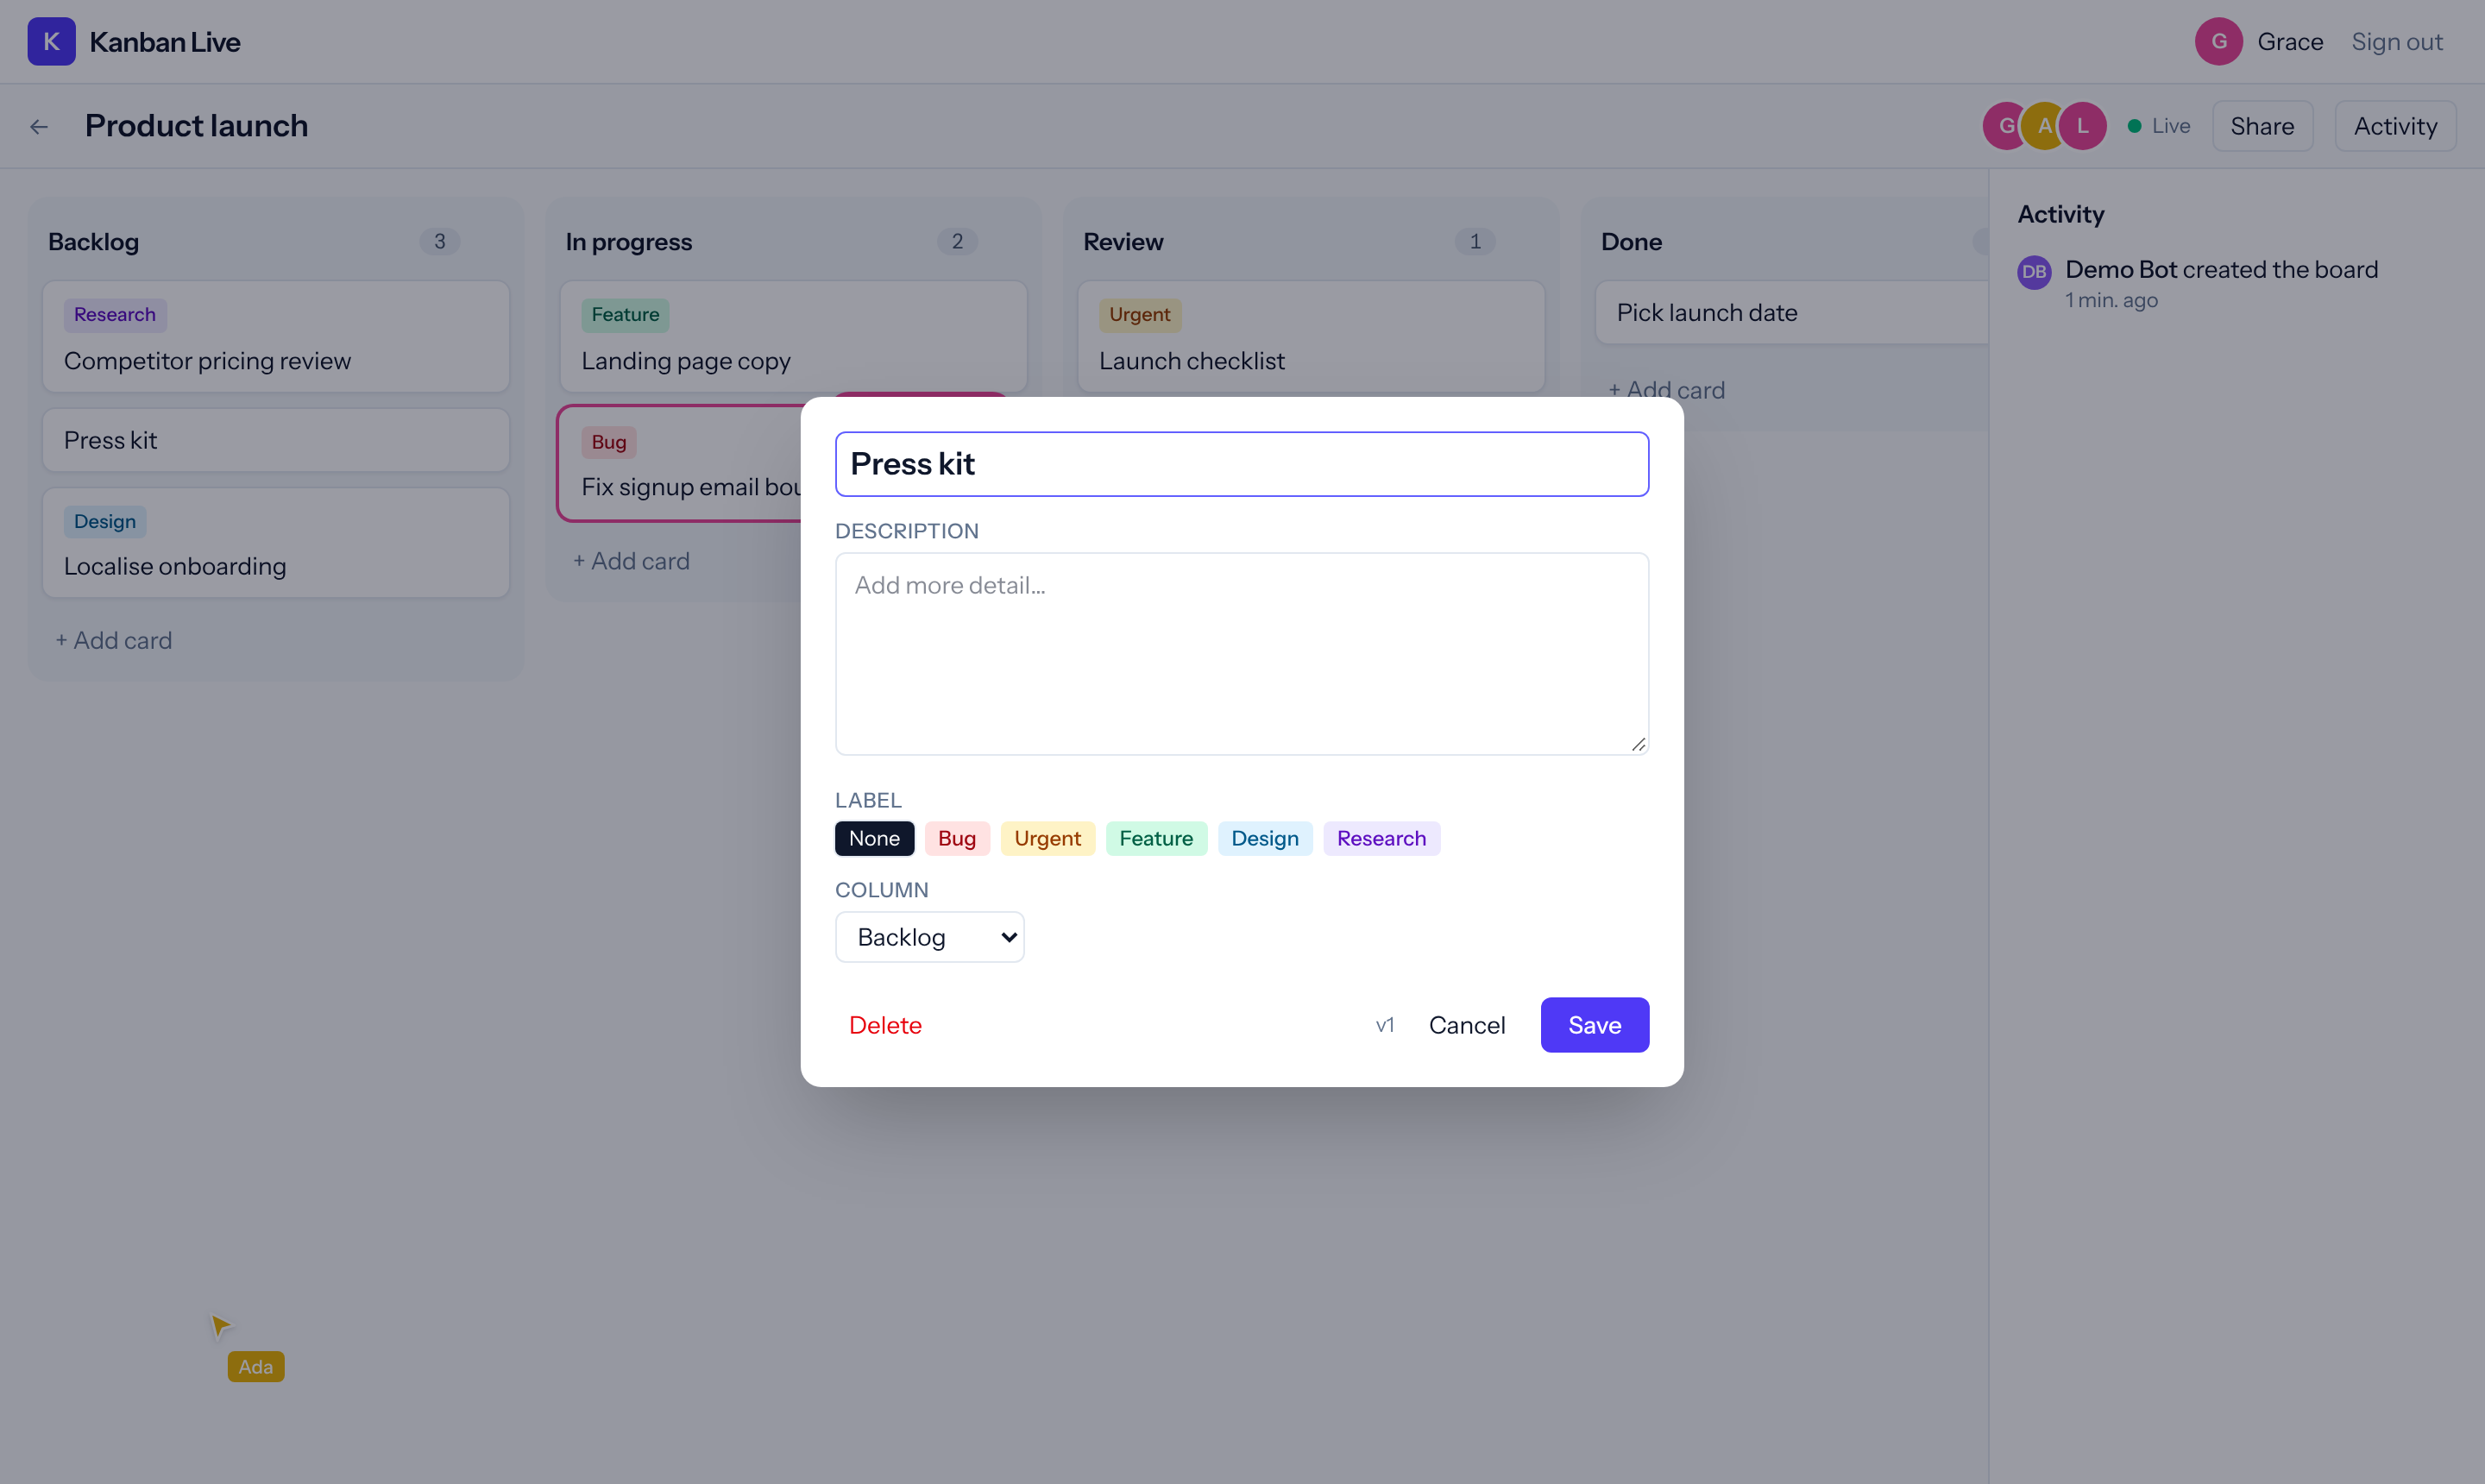 K Kanban Live
G Grace Sign out
← Product launch
G A L Live Share Activity
Backlog 3
Research
Competitor pricing review
Press kit
Design
Localise onboarding
+ Add card
In progress 2
Feature
Landing page copy
Bug
Fix signup email bou
+ Add card
Review 1
Urgent
Launch checklist
Done
Pick launch date
+ Add card
Activity
DB Demo Bot created the board
1 min. ago
Press kit
DESCRIPTION
Add more detail...
LABEL
None Bug Urgent Feature Design Research
COLUMN
Backlog
Delete v1 Cancel Save
Ada